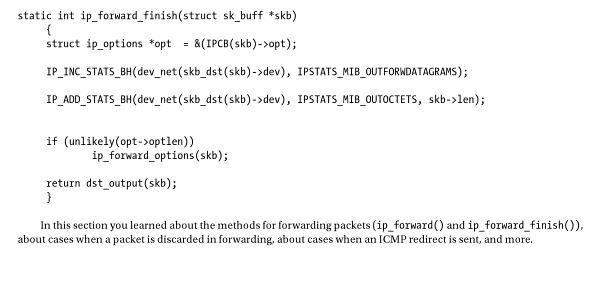 static int ip_forward_finish(struct sk_buff *skb)
{
struct ip_options *opt  = &(IPCB(skb)->opt);
IP_INC_STATS_BH(dev_net(skb_dst(skb)->dev), IPSTATS_MIB_OUTFORWDATAGRAMS);
IP_ADD_STATS_BH(dev_net(skb_dst(skb)->dev), IPSTATS_MIB_OUTOCTETS, skb->len);
if (unlikely(opt->optlen))
ip_forward_options(skb);
return dst_output(skb);
}
In this section you learned about the methods for forwarding packets (ip_forward() and ip_forward_finish()),
about cases when a packet is discarded in forwarding, about cases when an ICMP redirect is sent, and more.